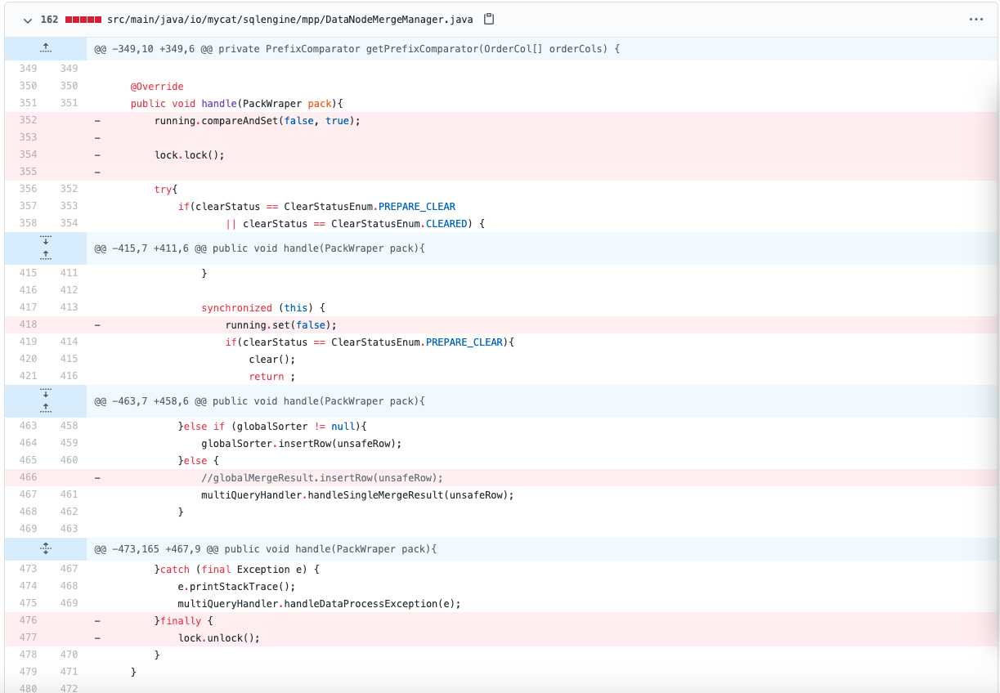 162 src/main/java/io/mycat/sqlengine/mpp/DataNodeMergeManager.java
@@ -349,10 +349,6 @@ private PrefixComparator getPrefixComparator(OrderCol[] orderCols) {
349 349
350 350 @Override
351 351 public void handle(PackWraper pack){
352 - running.compareAndSet(false, true);
353 -
354 - lock.lock();
355 -
356 352 try{
357 353 if(clearStatus == ClearStatusEnum.PREPARE_CLEAR
358 354 || clearStatus == ClearStatusEnum.CLEARED) {
@@ -415,7 +411,6 @@ public void handle(PackWraper pack){
415 411 }
416 412
417 413 synchronized (this) {
418 - running.set(false);
419 414 if(clearStatus == ClearStatusEnum.PREPARE_CLEAR){
420 415 clear();
421 416 return ;
@@ -463,7 +458,6 @@ public void handle(PackWraper pack){
463 458 }else if (globalSorter != null){
464 459 globalSorter.insertRow(unsafeRow);
465 460 }else {
466 - //globalMergeResult.insertRow(unsafeRow);
467 461 multiQueryHandler.handleSingleMergeResult(unsafeRow);
468 462 }
469 463
@@ -473,165 +467,9 @@ public void handle(PackWraper pack){
473 467 }catch (final Exception e) {
474 468 e.printStackTrace();
475 469 multiQueryHandler.handleDataProcessException(e);
476 - }finally {
477 - lock.unlock();
478 470 }
479 471 }
480 472